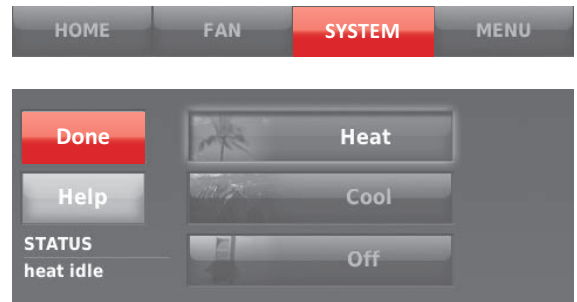 HOME FAN SYSTEM MENU
Done Heat
Help Cool
STATUS
heat idle Off